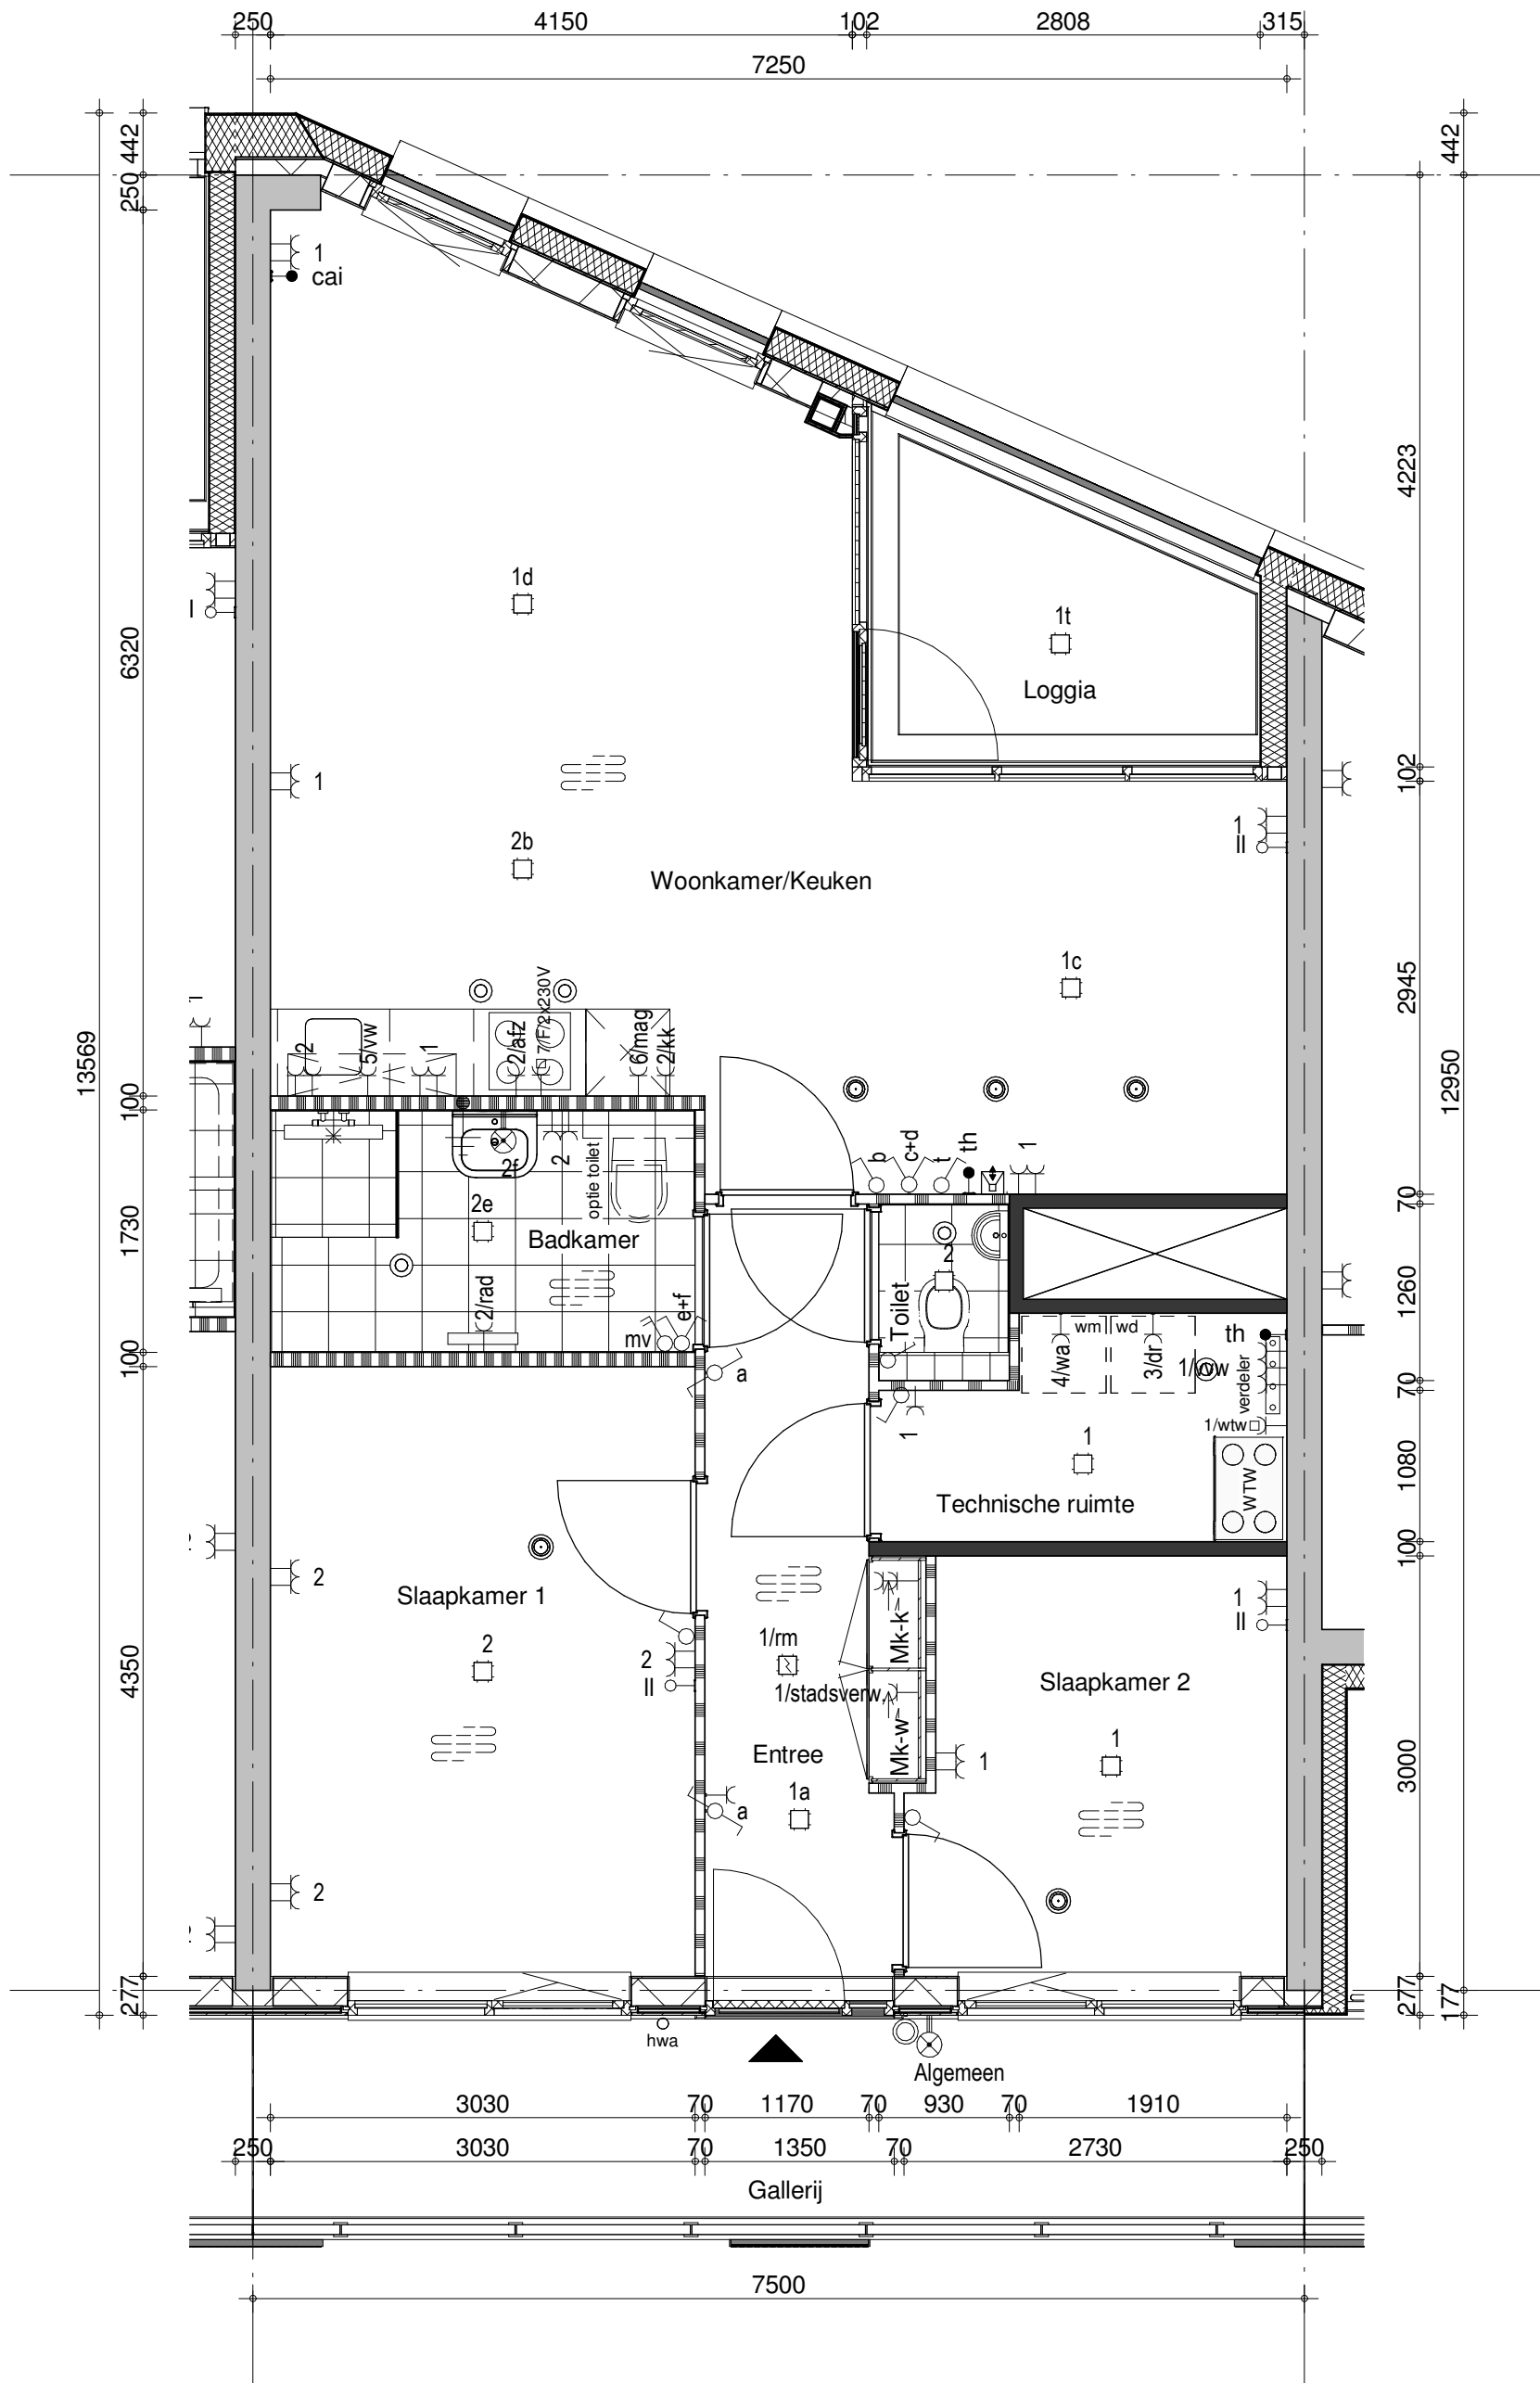 250 4150 102 2808 315
7250
442
250
442
1
cai
4223
1d
1t
Loggia
6320
1
102
2b
1
II
Woonkamer/Keuken
1c
2945
13569
12950
1
2
5/vw
1
2/afz
7/F/2x230V
6/mag
2/kk
100
b
c+d
t
th
1
2f
2
optie toilet
2e
Badkamer
1730
2/rad
mv
e+f
70
2
Toilet
1260
wm
wd
4/wa
3/dr
1/vw
th
verdeler
1/wtw
WTW
100
a
70
1
1
Technische ruimte
1080
100
2
Slaapkamer 1
2
2
II
1/rm
1/stadsverw.
Mk-k
Mk-w
1
II
Slaapkamer 2
1
1
4350
3000
Entree
1a
a
2
277
277
177
hwa
Algemeen
3030 70 1170 70 930 70 1910
250 3030 70 1350 70 2730 250
Gallerij
7500